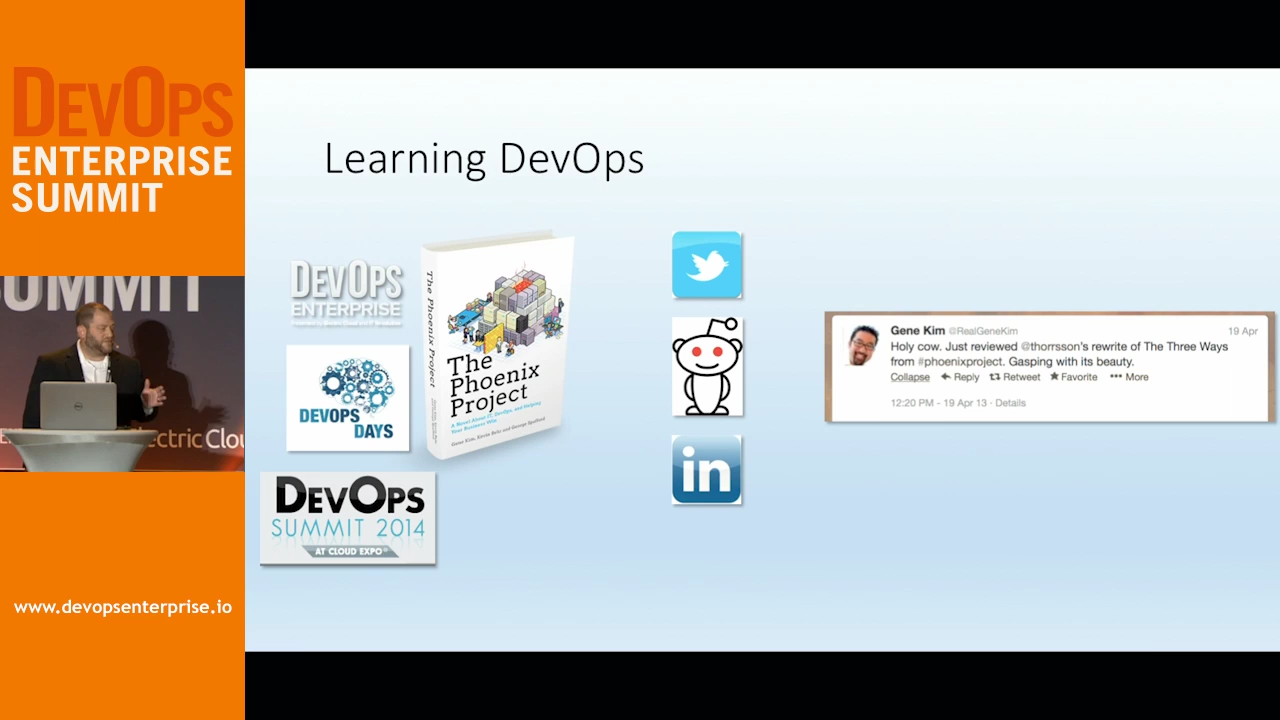 DEVOPS
ENTERPRISE
SUMMIT
SUMMIT
ectric Clou
www.devopsenterprise.io
Learning DevOps
DEVOPS
ENTERPRISE
DEVOPS
DAYS
DEVOPS
SUMMIT 2014
AT CLOUD EXPO®
The Phoenix Project
The
Phoenix
Project
A Novel About IT, DevOps, and Helping
Your Business Win
Gene Kim, Kevin Behr and George Spafford
in
Gene Kim @RealGeneKim 19 Apr
Holy cow. Just reviewed @thorrsson's rewrite of The Three Ways
from #phoenixproject. Gasping with its beauty.
Collapse Reply Retweet Favorite More
12:20 PM - 19 Apr 13 · Details